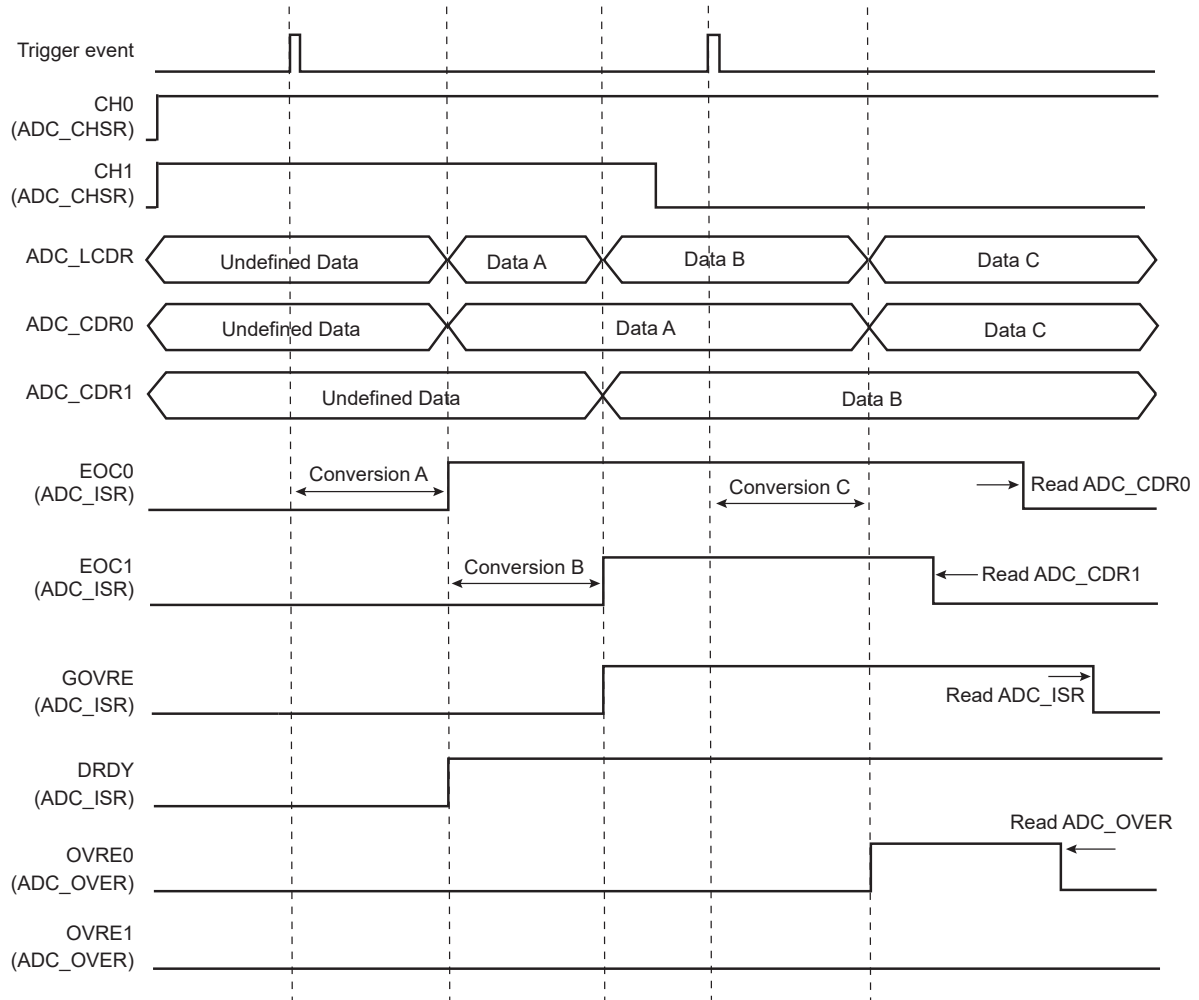 Trigger event
CH0
(ADC_CHSR)
CH1
(ADC_CHSR)
ADC_LCDR
Undefined Data
Data A
Data B
Data C
ADC_CDR0
Undefined Data
Data A
Data C
ADC_CDR1
Undefined Data
Data B
EOC0
(ADC_ISR)
Conversion A
Conversion C
Read ADC_CDR0
EOC1
(ADC_ISR)
Conversion B
Read ADC_CDR1
GOVRE
(ADC_ISR)
Read ADC_ISR
DRDY
(ADC_ISR)
Read ADC_OVER
OVRE0
(ADC_OVER)
OVRE1
(ADC_OVER)